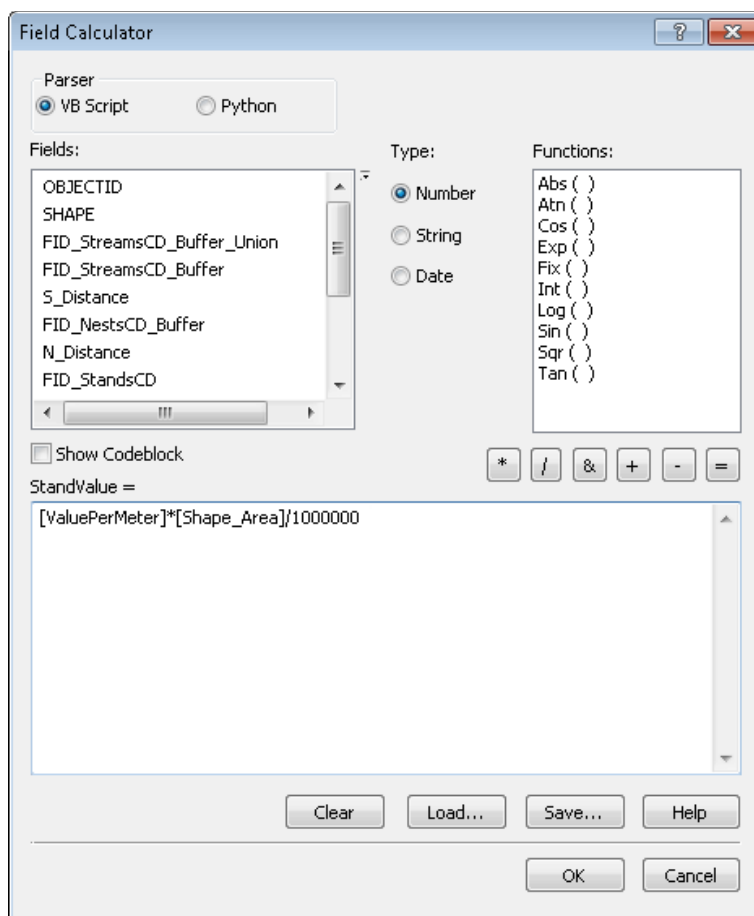 Field Calculator
Parser
VB Script Python
Fields:
OBJECTID
SHAPE
FID_StreamsCD_Buffer_Union
FID_StreamsCD_Buffer
S_Distance
FID_NestsCD_Buffer
N_Distance
FID_StandsCD
Type:
Number
String
Date
Functions:
Abs ( )
Atn ( )
Cos ( )
Exp ( )
Fix ( )
Int ( )
Log ( )
Sin ( )
Sqr ( )
Tan ( )
Show Codeblock
* / & + - =
StandValue =
[ValuePerMeter]*[Shape_Area]/1000000
Clear Load... Save... Help
OK Cancel